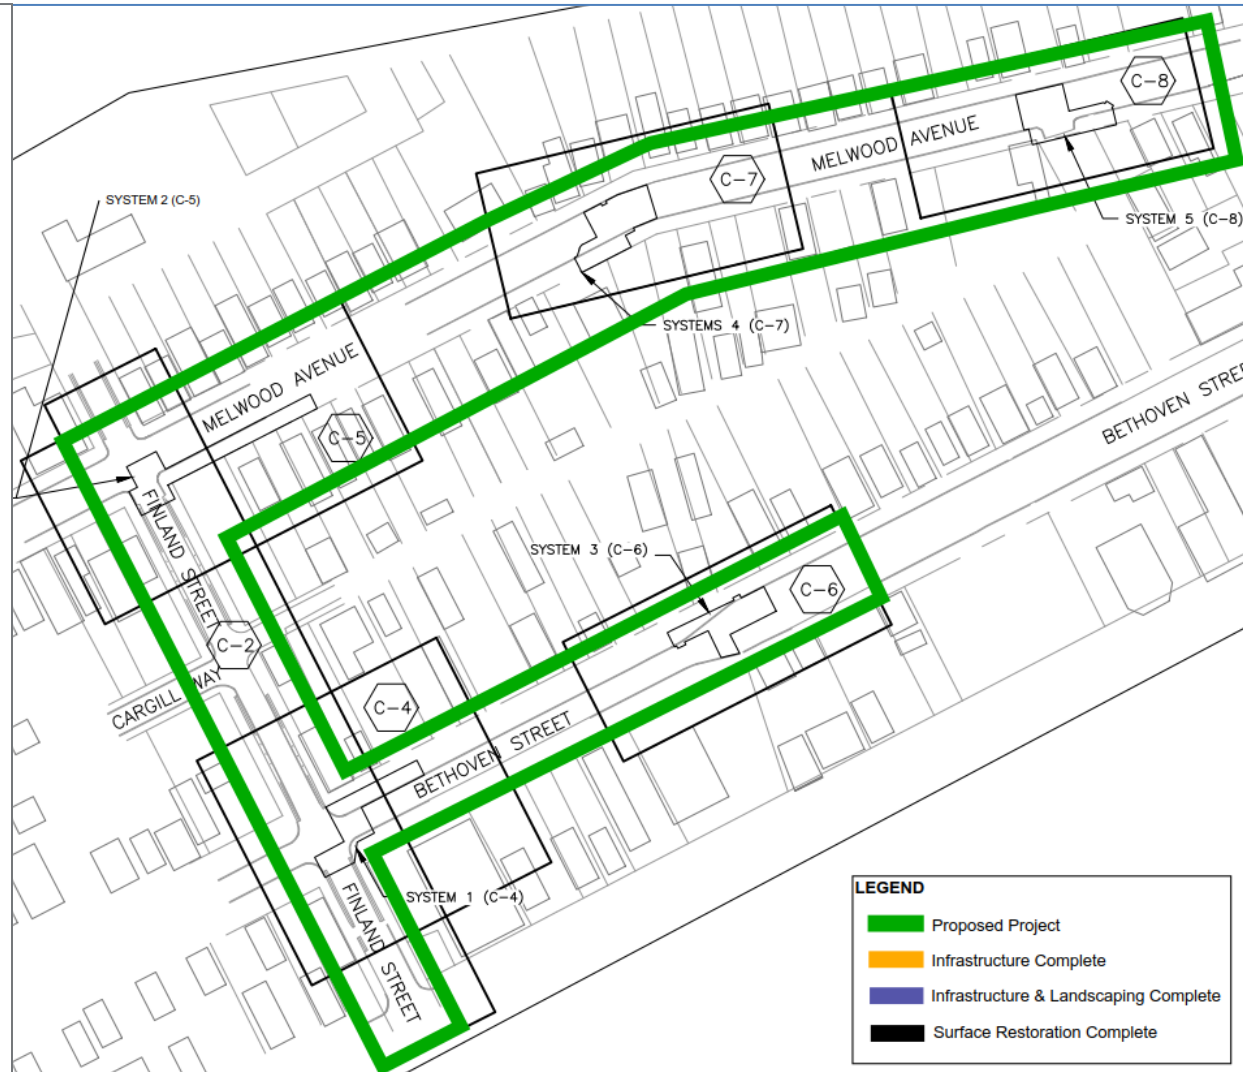 C-8
MELWOOD AVENUE
C-7
SYSTEM 2 (C-5)
SYSTEM 5 (C-8)
SYSTEMS 4 (C-7)
MELWOOD AVENUE
BETHOVEN STREE
C-5
FINLAND STREET
SYSTEM 3 (C-6)
C-6
C-2
CARGILL WAY
C-4
BETHOVEN STREET
SYSTEM 1 (C-4)
FINLAND STREET
LEGEND
Proposed Project
Infrastructure Complete
Infrastructure & Landscaping Complete
Surface Restoration Complete